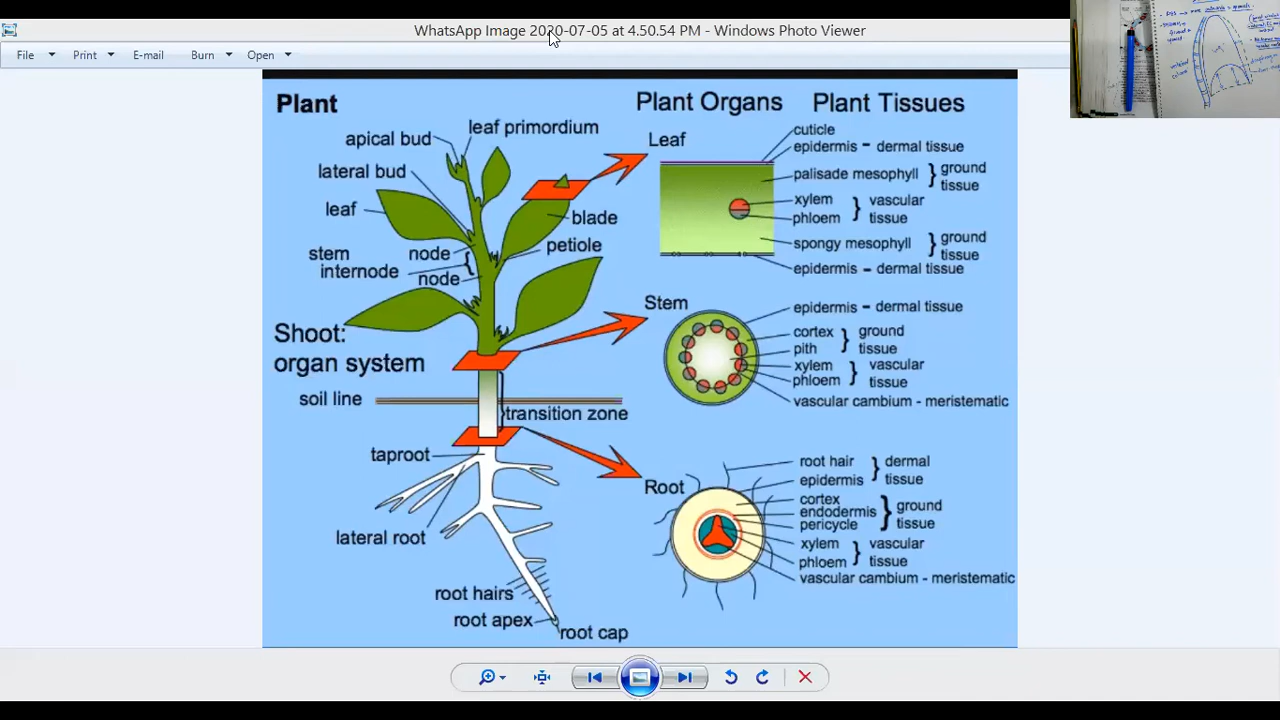 WhatsApp Image 2020-07-05 at 4.50.54 PM - Windows Photo Viewer
File
Print
E-mail
Burn
Open
Plant
Plant Organs
Plant Tissues
apical bud
leaf primordium
lateral bud
leaf
blade
petiole
node
stem
internode
node
Shoot:
organ system
soil line
transition zone
taproot
lateral root
root hairs
root apex
root cap
Leaf
cuticle
epidermis - dermal tissue
palisade mesophyll } ground
tissue
xylem
phloem } vascular
tissue
spongy mesophyll } ground
tissue
epidermis - dermal tissue
Stem
epidermis - dermal tissue
cortex
pith } ground
tissue
xylem
phloem } vascular
tissue
vascular cambium - meristematic
Root
root hair
epidermis } dermal
tissue
cortex
endodermis
pericycle } ground
tissue
xylem
phloem } vascular
tissue
vascular cambium - meristematic